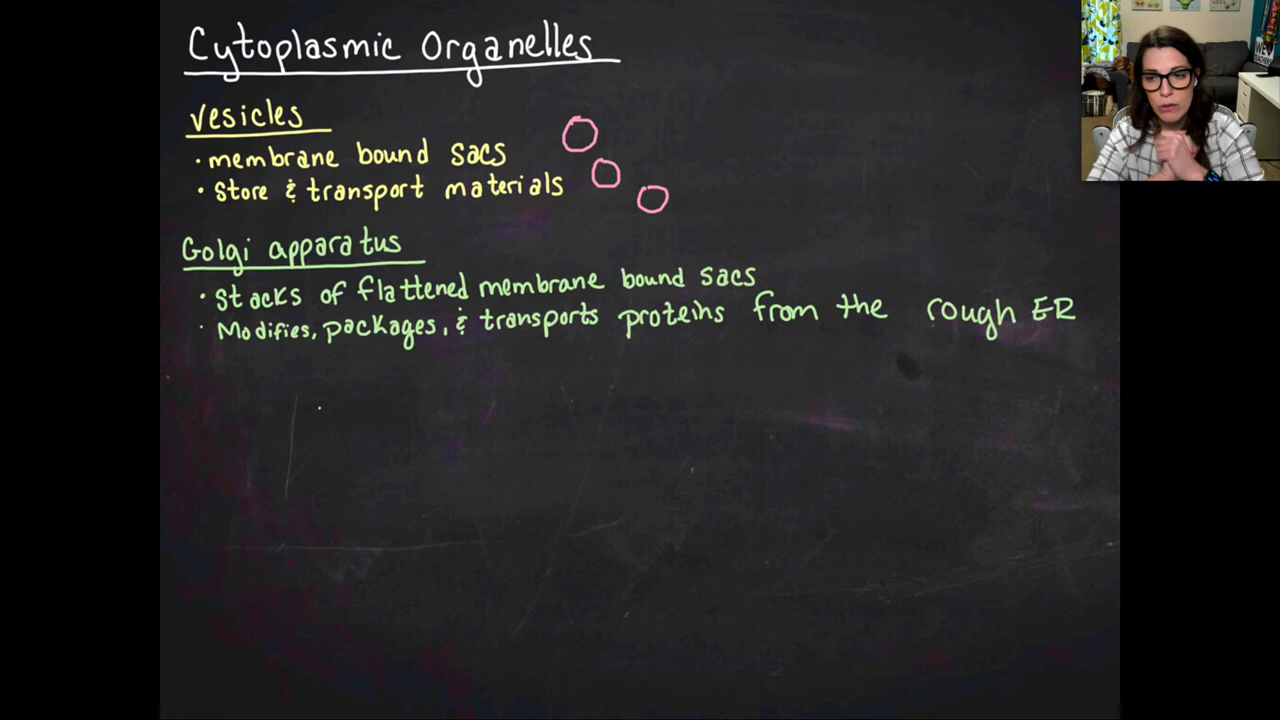 Cytoplasmic Organelles
vesicles
• membrane bound sacs
• Store & transport materials
Golgi apparatus
• Stacks of flattened membrane bound sacs
• Modifies, packages, & transports proteins from the rough ER